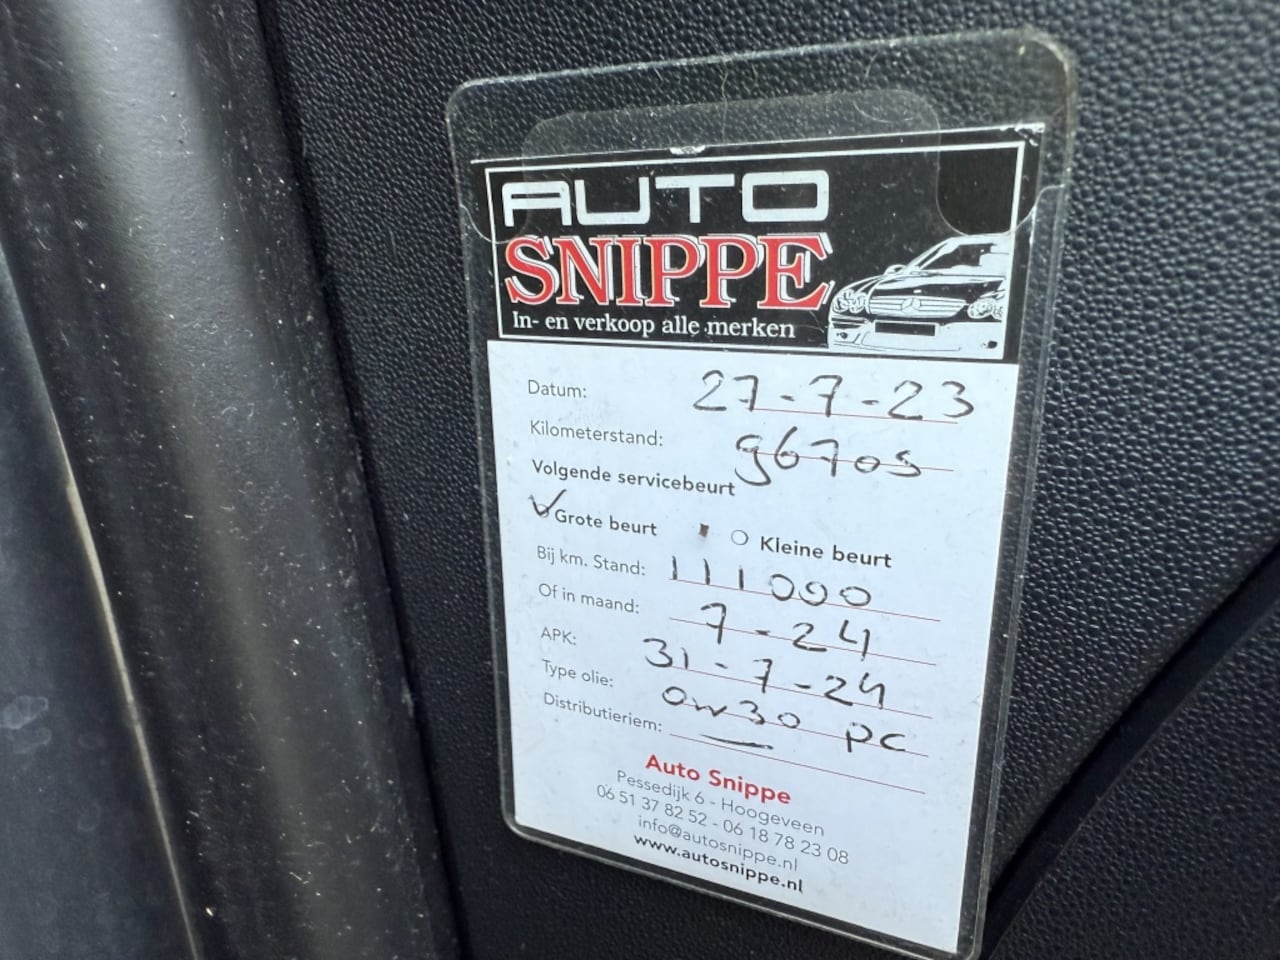 AUTO
SNIPPE
In- en verkoop alle merken
Datum: 27-7-23
Kilometerstand: 96705
Volgende servicebeurt
Grote beurt Kleine beurt
Bij km. Stand: 111000
Of in maand: 7-24
APK: 31-7-24
Type olie: 0w30 pc
Distributieriem: —
Auto Snippe
Pessedijk 6 - Hoogeveen
06 51 37 82 52 - 06 18 78 23 08
info@autosnippe.nl
www.autosnippe.nl